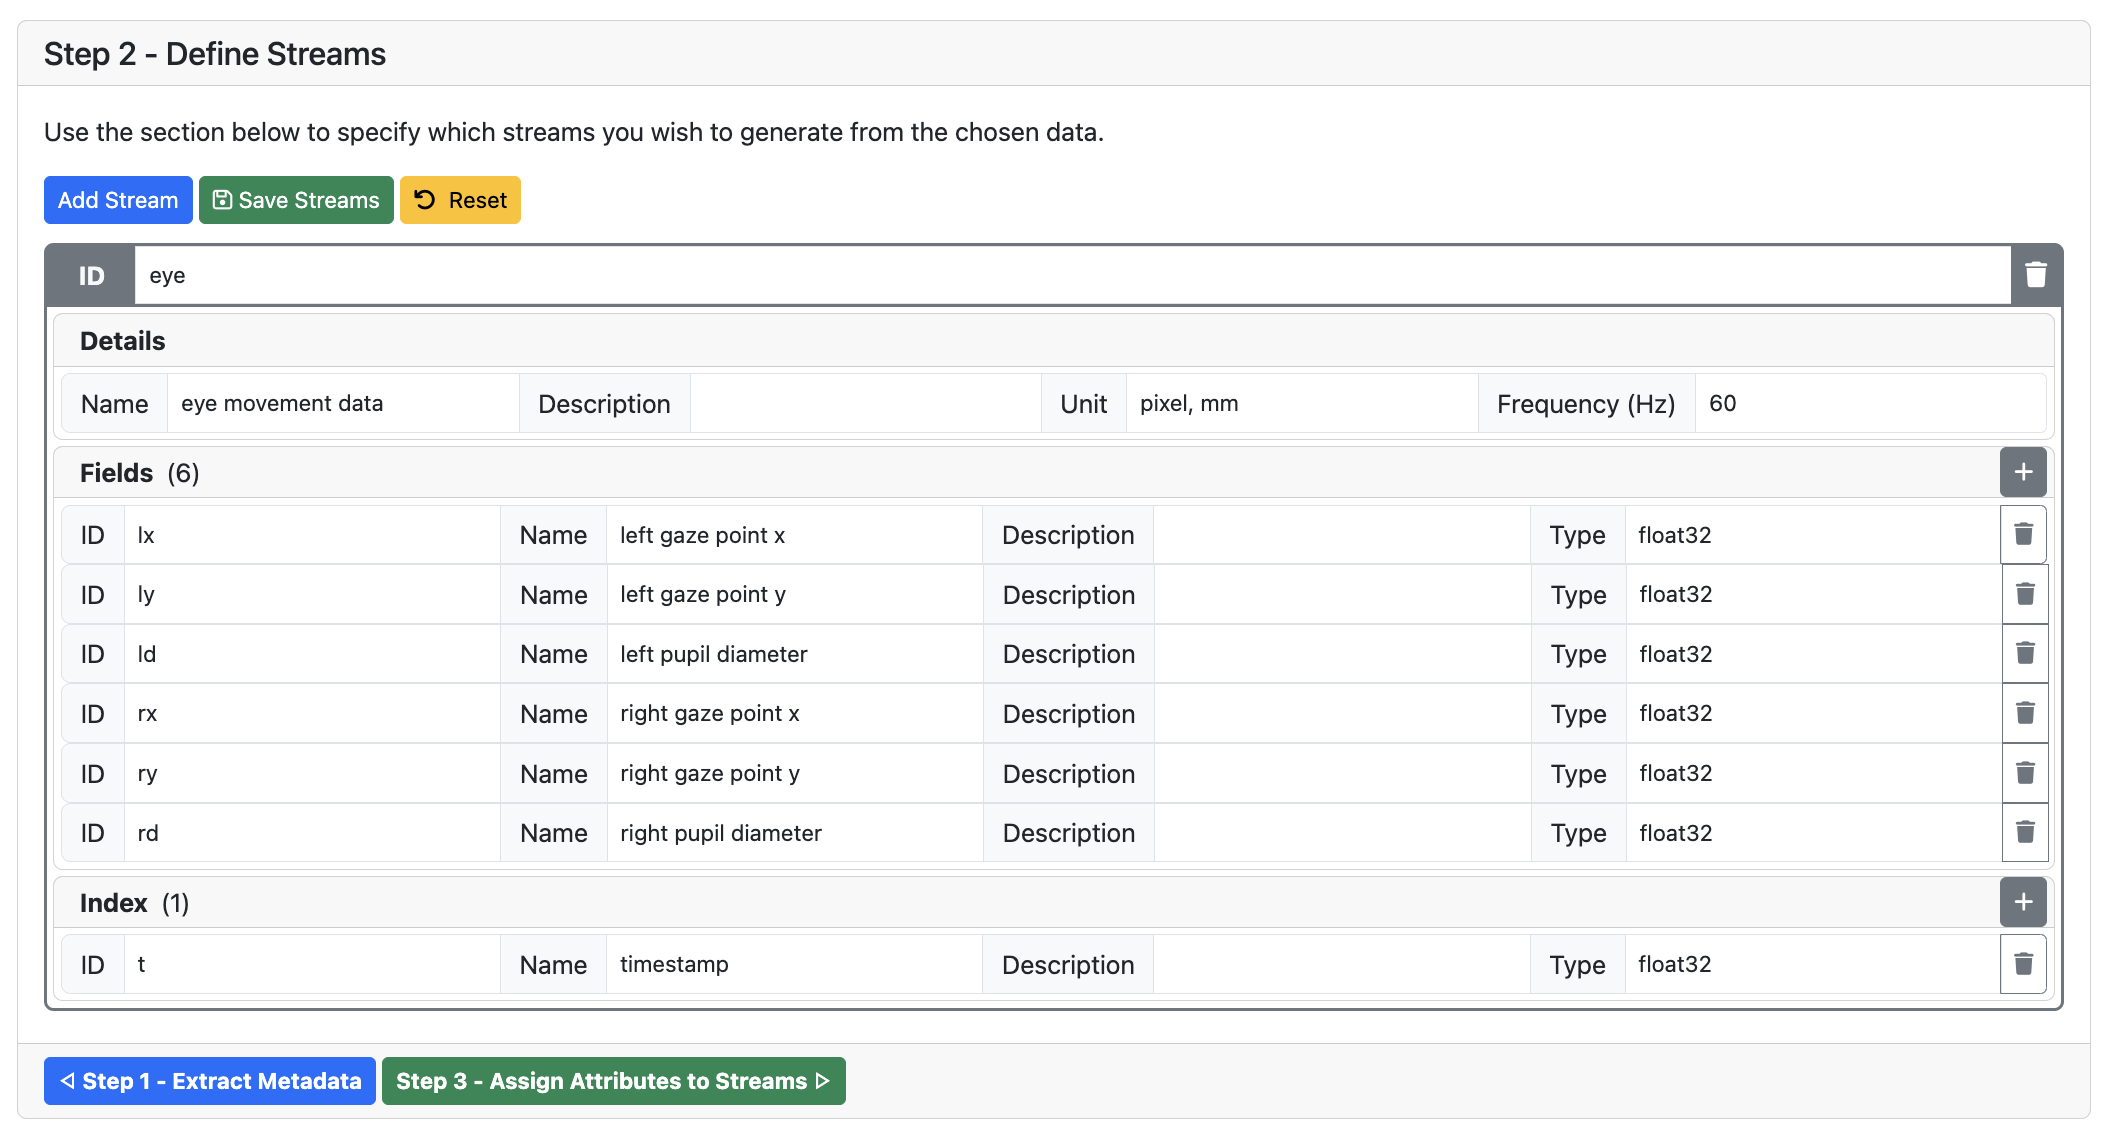 Step 2 - Define Streams
Use the section below to specify which streams you wish to generate from the chosen data.
Add Stream Save Streams Reset
ID eye
Details
Name eye movement data Description Unit pixel, mm Frequency (Hz) 60
Fields (6) +
ID lx Name left gaze point x Description Type float32
ID ly Name left gaze point y Description Type float32
ID ld Name left pupil diameter Description Type float32
ID rx Name right gaze point x Description Type float32
ID ry Name right gaze point y Description Type float32
ID rd Name right pupil diameter Description Type float32
Index (1) +
ID t Name timestamp Description Type float32
Step 1 - Extract Metadata Step 3 - Assign Attributes to Streams